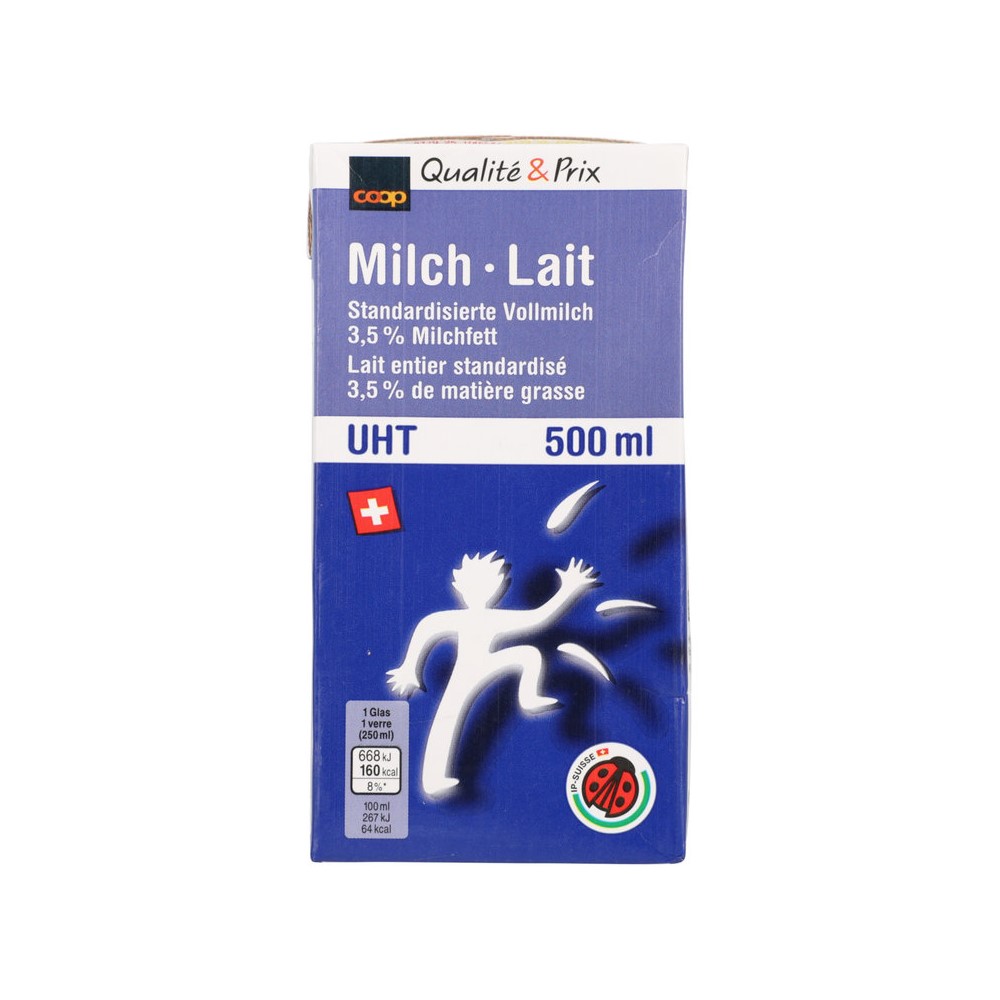 coop
Qualité & Prix
Milch · Lait
Standardisierte Vollmilch
3,5 % Milchfett
Lait entier standardisé
3,5 % de matière grasse
UHT 500 ml
1 Glas
1 verre
(250 ml)
668 kJ
160 kcal
8 %*
100 ml
267 kJ
64 kcal
IP-SUISSE